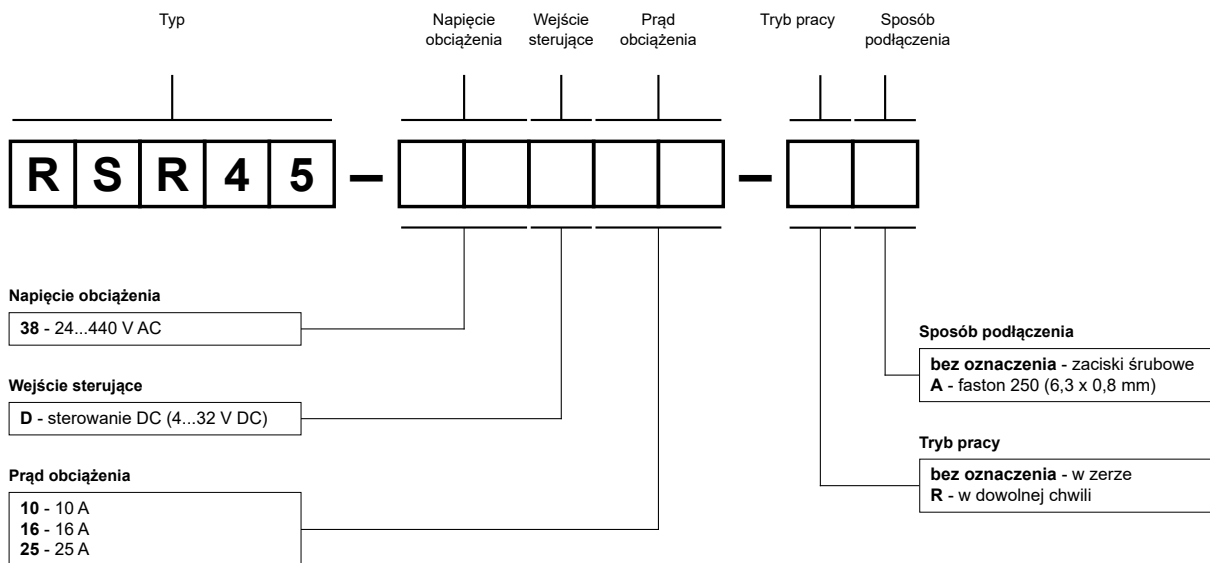 Typ
Napięcie
obciążenia
Wejście
sterujące
Prąd
obciążenia
Tryb pracy
Sposób
podłączenia
R S R 4 5 – –
Napięcie obciążenia
38 - 24...440 V AC
Wejście sterujące
D - sterowanie DC (4...32 V DC)
Prąd obciążenia
10 - 10 A
16 - 16 A
25 - 25 A
Sposób podłączenia
bez oznaczenia - zaciski śrubowe
A - faston 250 (6,3 x 0,8 mm)
Tryb pracy
bez oznaczenia - w zerze
R - w dowolnej chwili